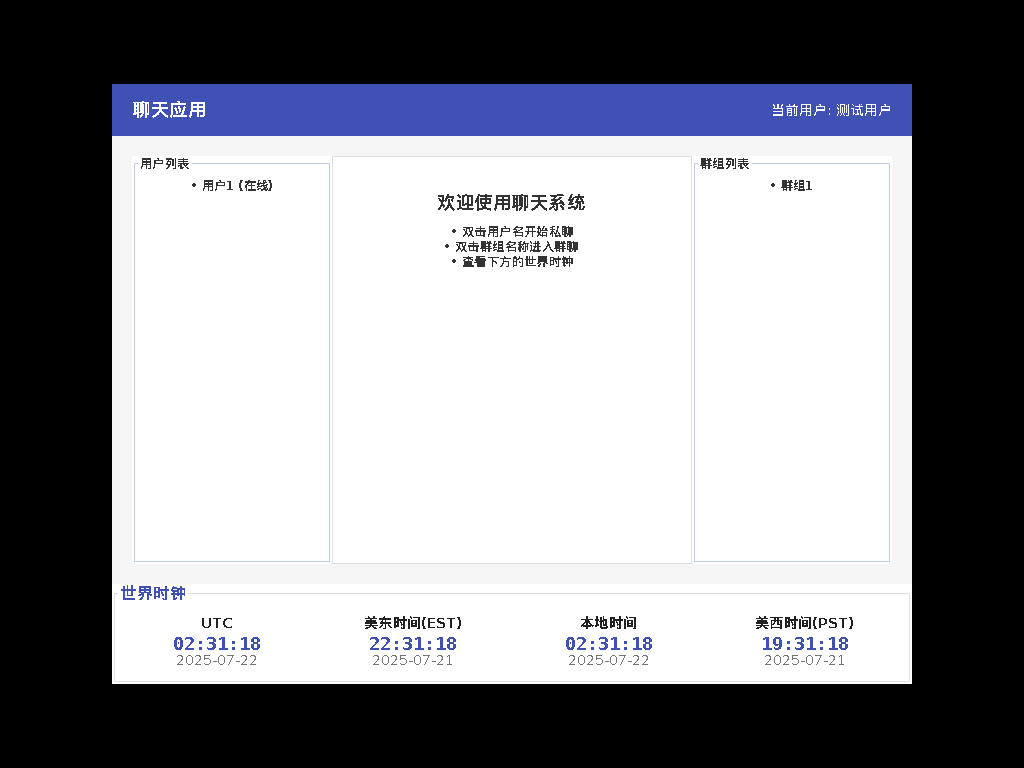 聊天应用
当前用户: 测试用户
用户列表
• 用户1 (在线)
欢迎使用聊天系统
• 双击用户名开始私聊
• 双击群组名称进入群聊
• 查看下方的世界时钟
群组列表
• 群组1
世界时钟
UTC
02:31:18
2025-07-22
美东时间(EST)
22:31:18
2025-07-21
本地时间
02:31:18
2025-07-22
美西时间(PST)
19:31:18
2025-07-21